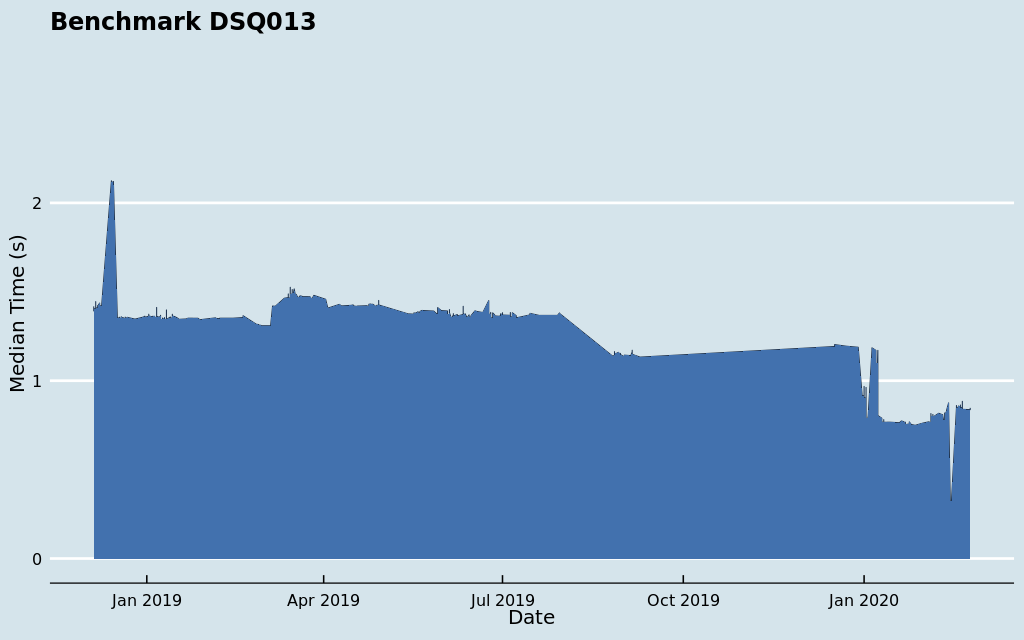 Benchmark DSQ013
Median Time (s)
2
1
0
Jan 2019
Apr 2019
Jul 2019
Oct 2019
Jan 2020
Date